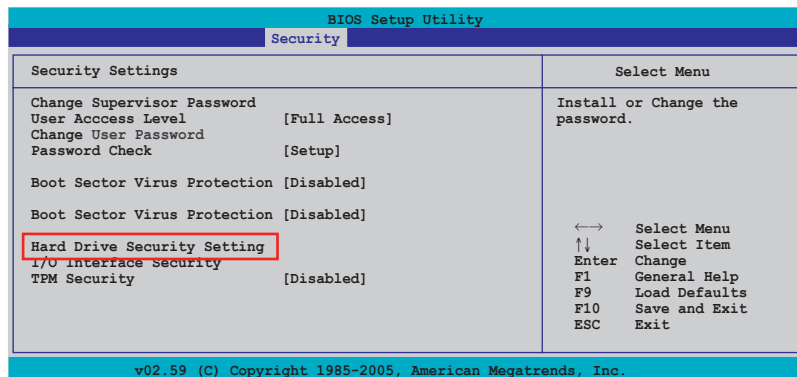 BIOS Setup Utility
Security
Security Settings
Change Supervisor Password
User Acccess Level [Full Access]
Change User Password
Password Check [Setup]
Boot Sector Virus Protection [Disabled]
Boot Sector Virus Protection [Disabled]
Hard Drive Security Setting
I/O Interface Security
TPM Security [Disabled]
Select Menu
Install or Change the
password.
←→ Select Menu
↑↓ Select Item
Enter Change
F1 General Help
F9 Load Defaults
F10 Save and Exit
ESC Exit
v02.59 (C) Copyright 1985-2005, American Megatrends, Inc.